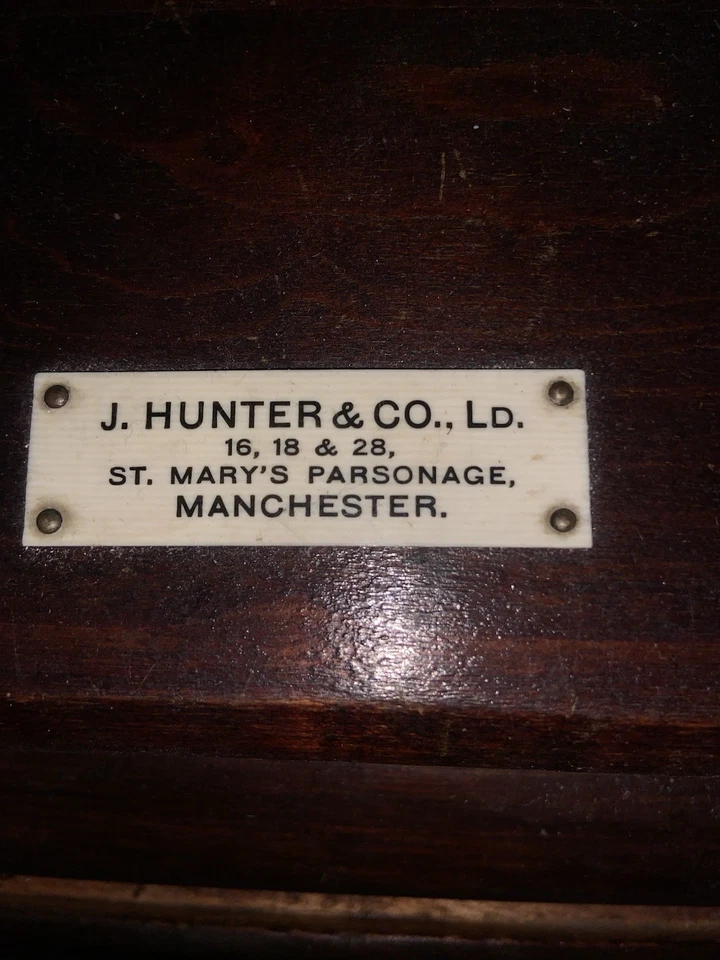 J. HUNTER & CO., LD.
16, 18 & 28,
ST. MARY'S PARSONAGE,
MANCHESTER.